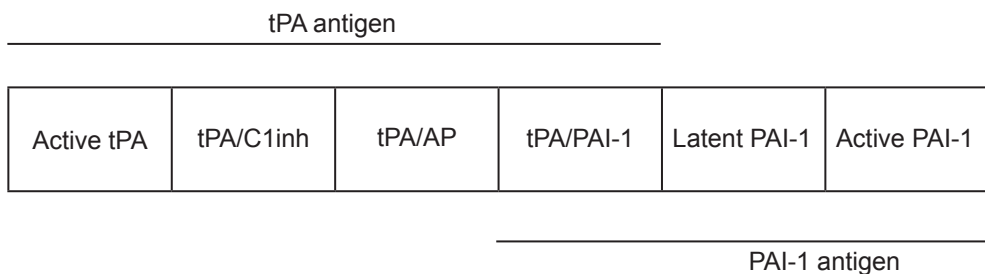 tPA antigen
Active tPA tPA/C1inh tPA/AP tPA/PAI-1 Latent PAI-1 Active PAI-1
PAI-1 antigen